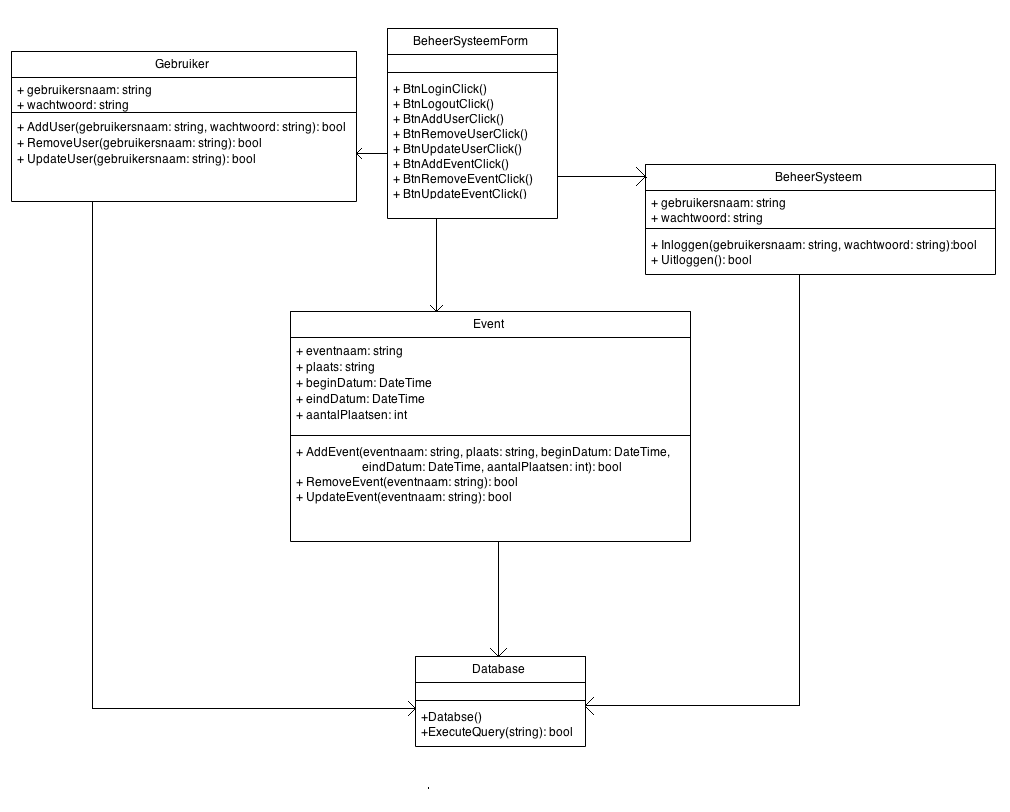 BeheerSysteemForm
+ BtnLoginClick()
+ BtnLogoutClick()
+ BtnAddUserClick()
+ BtnRemoveUserClick()
+ BtnUpdateUserClick()
+ BtnAddEventClick()
+ BtnRemoveEventClick()
+ BtnUpdateEventClick()
Gebruiker
+ gebruikersnaam: string
+ wachtwoord: string
+ AddUser(gebruikersnaam: string, wachtwoord: string): bool
+ RemoveUser(gebruikersnaam: string): bool
+ UpdateUser(gebruikersnaam: string): bool
BeheerSysteem
+ gebruikersnaam: string
+ wachtwoord: string
+ Inloggen(gebruikersnaam: string, wachtwoord: string):bool
+ Uitloggen(): bool
Event
+ eventnaam: string
+ plaats: string
+ beginDatum: DateTime
+ eindDatum: DateTime
+ aantalPlaatsen: int
+ AddEvent(eventnaam: string, plaats: string, beginDatum: DateTime,
eindDatum: DateTime, aantalPlaatsen: int): bool
+ RemoveEvent(eventnaam: string): bool
+ UpdateEvent(eventnaam: string): bool
Database
+Databse()
+ExecuteQuery(string): bool